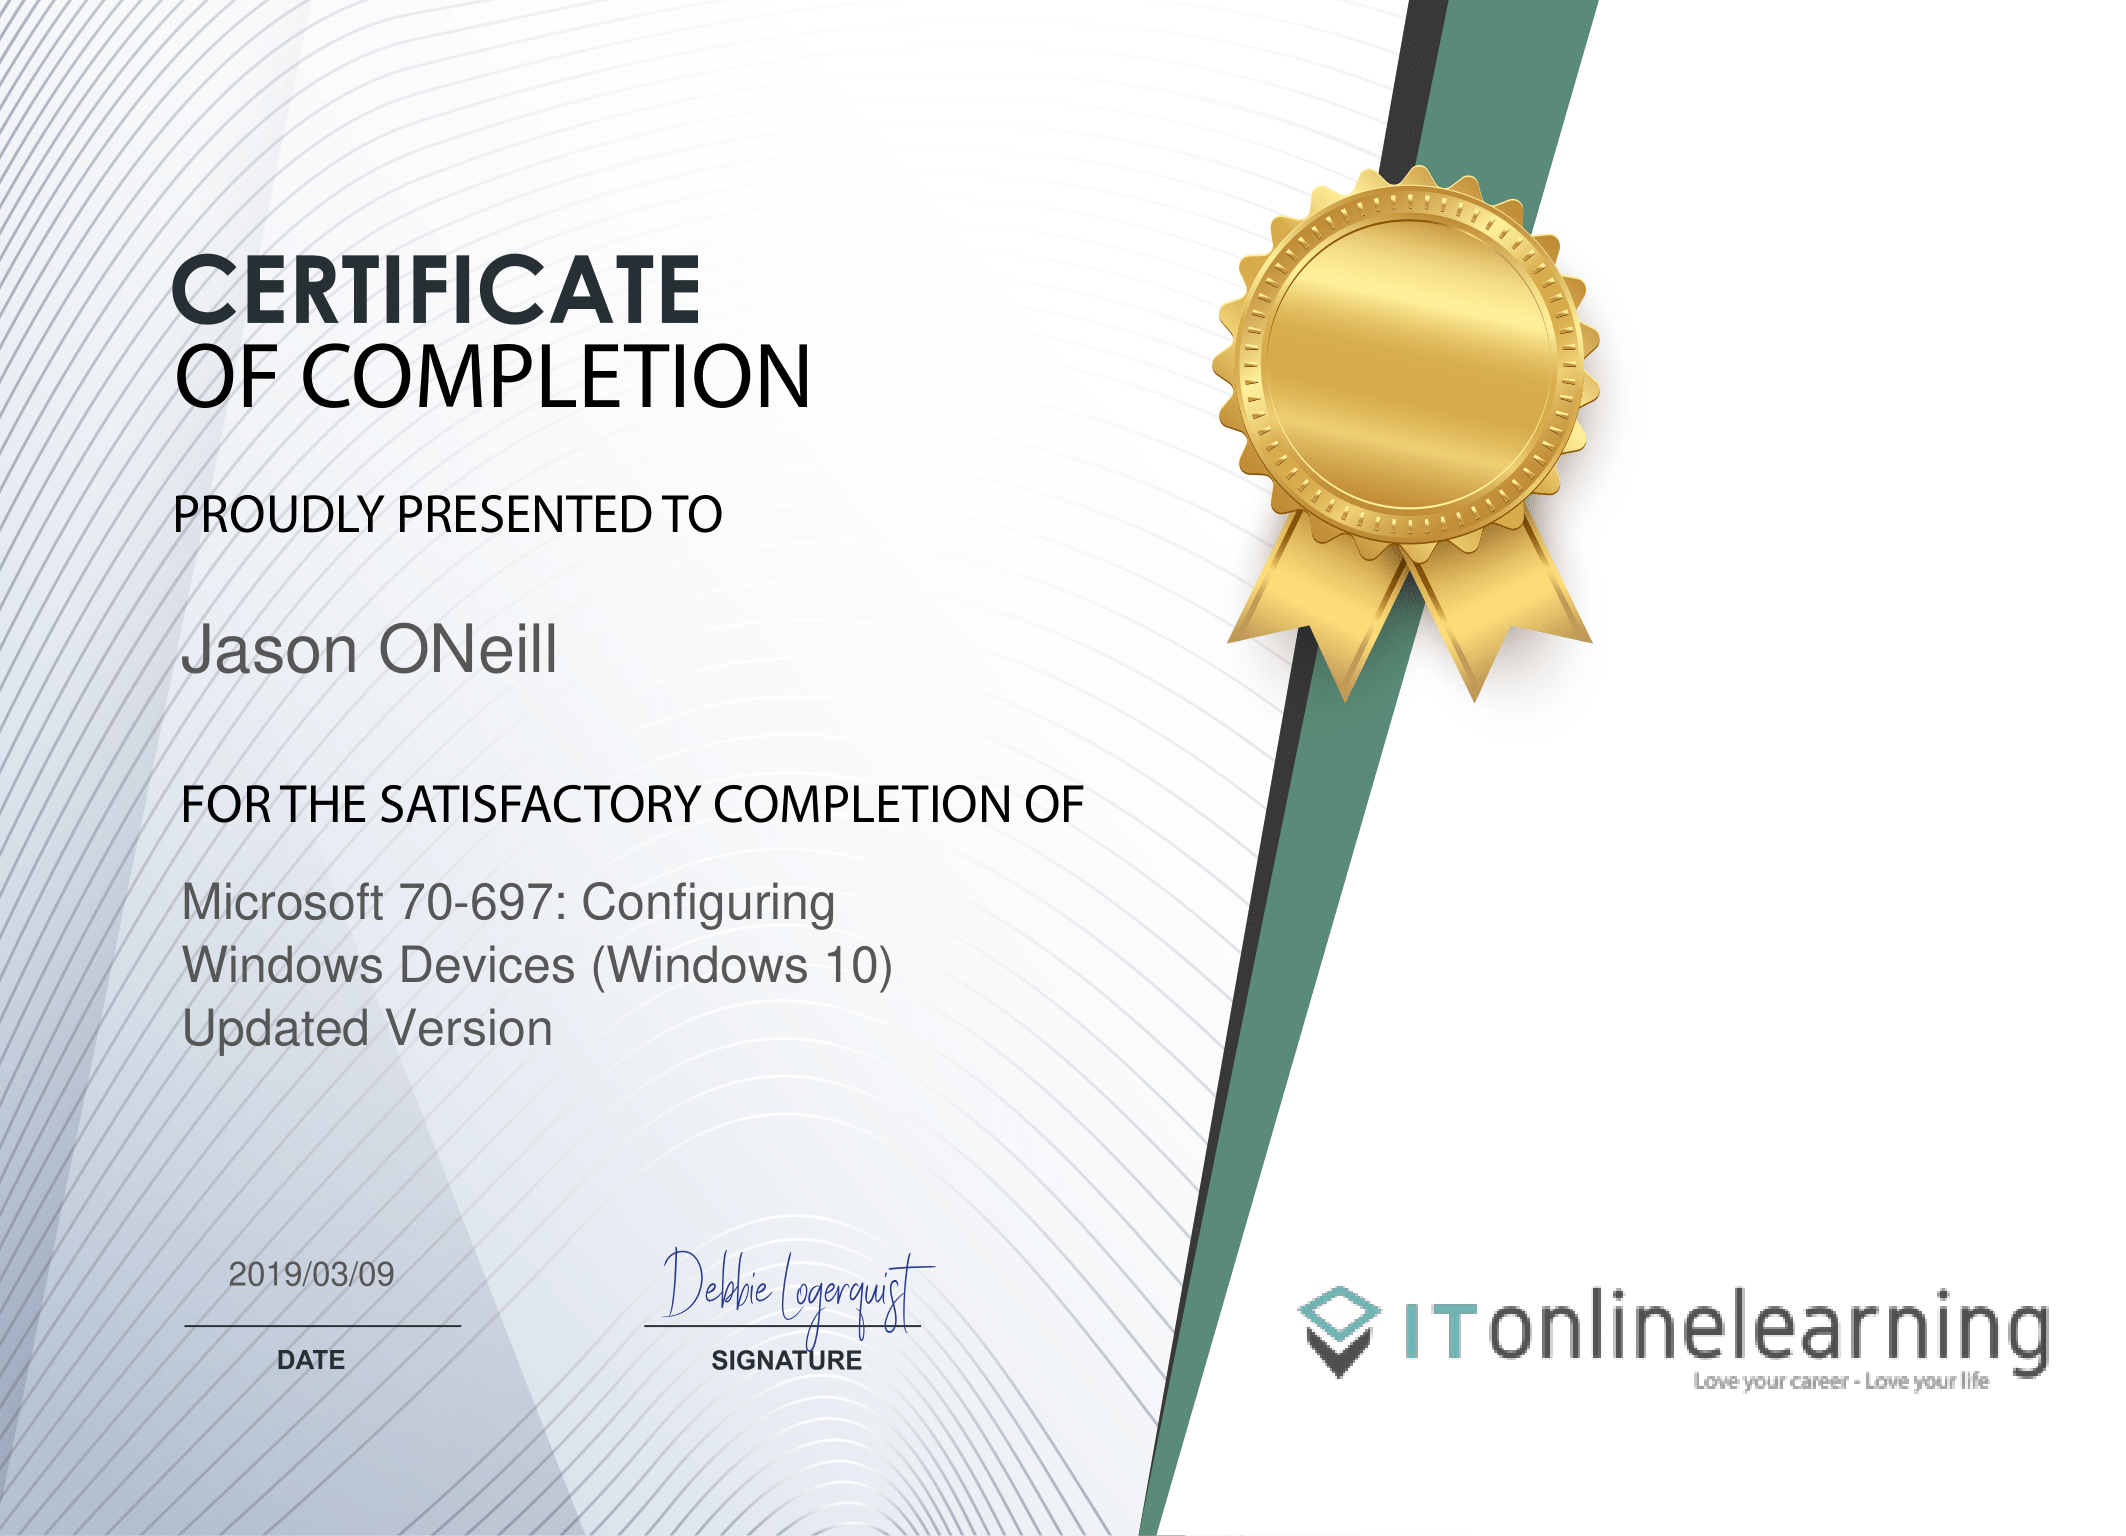 CERTIFICATE
OF COMPLETION
PROUDLY PRESENTED TO
Jason ONeill
FOR THE SATISFACTORY COMPLETION OF
Microsoft 70-697: Configuring
Windows Devices (Windows 10)
Updated Version
2019/03/09
DATE
Debbie Logerquist
SIGNATURE
ITonlinelearning
Love your career - Love your life